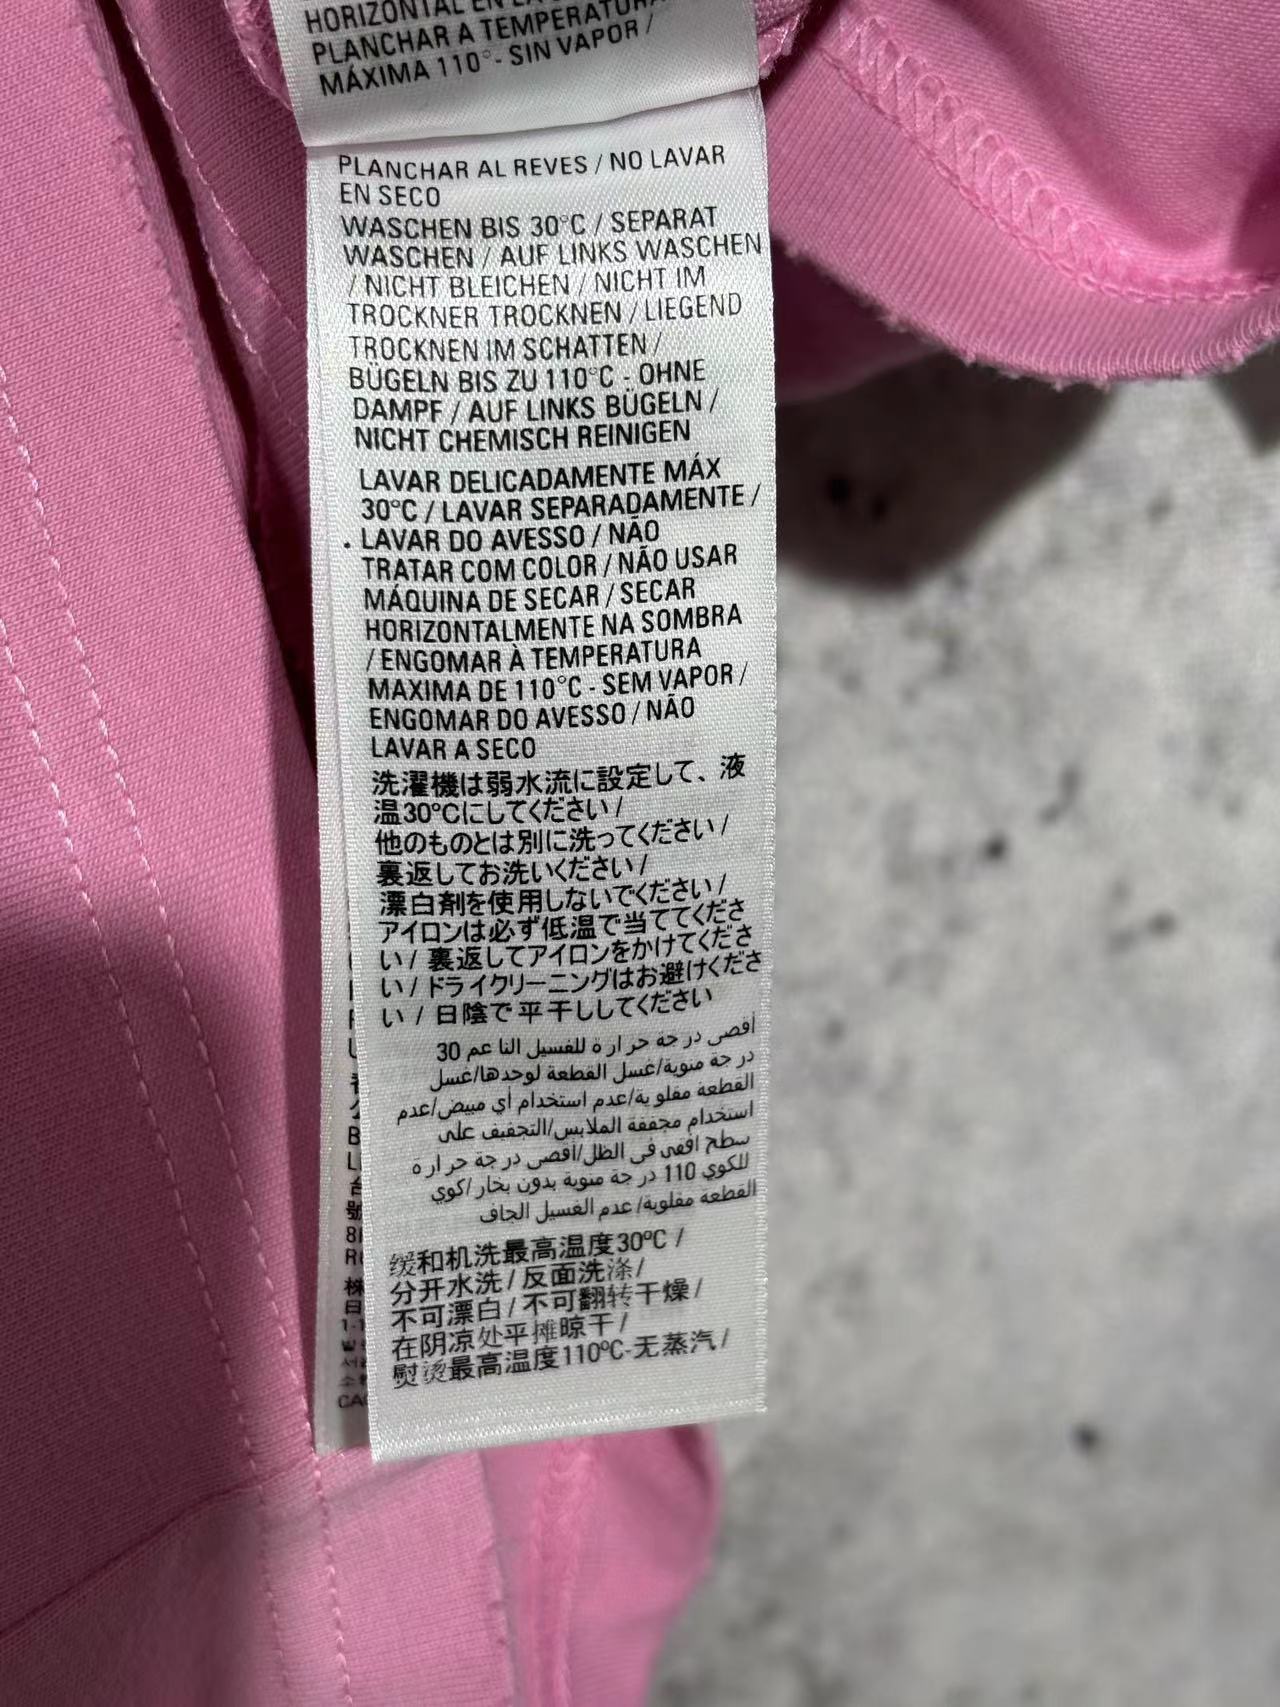 HORIZONTAL EN LA
PLANCHAR A TEMPERATURA
MÁXIMA 110° - SIN VAPOR /
PLANCHAR AL REVES / NO LAVAR
EN SECO
WASCHEN BIS 30°C / SEPARAT
WASCHEN / AUF LINKS WASCHEN
/ NICHT BLEICHEN / NICHT IM
TROCKNER TROCKNEN / LIEGEND
TROCKNEN IM SCHATTEN /
BÜGELN BIS ZU 110°C - OHNE
DAMPF / AUF LINKS BÜGELN /
NICHT CHEMISCH REINIGEN
LAVAR DELICADAMENTE MÁX
30°C / LAVAR SEPARADAMENTE /
. LAVAR DO AVESSO / NÃO
TRATAR COM COLOR / NÃO USAR
MÁQUINA DE SECAR / SECAR
HORIZONTALMENTE NA SOMBRA
/ ENGOMAR À TEMPERATURA
MAXIMA DE 110°C - SEM VAPOR /
ENGOMAR DO AVESSO / NÃO
LAVAR A SECO
洗濯機は弱水流に設定して、液
温30°Cにしてください /
他のものとは別に洗ってください /
裏返してお洗いください /
漂白剤を使用しないでください /
アイロンは必ず低温で当ててくださ
い / 裏返してアイロンをかけてくださ
い / ドライクリーニングはお避けくださ
い / 日陰で平干ししてください
أقصى درجة حرارة للغسيل الناعم 30
درجة مئوية/غسل القطعة لوحدها/غسل
القطعة مقلوبة/عدم استخدام أي مبيض/عدم
استخدام مجففة الملابس/التجفيف على
سطح افقى فى الظل/أقصى درجة حرارة
للكوي 110 درجة مئوية بدون بخار/كوي
القطعة مقلوبة/ عدم الغسيل الجاف
缓和机洗最高温度30ºC /
分开水洗 / 反面洗涤/
不可漂白 / 不可翻转干燥 /
在阴凉处平摊晾干 /
熨烫最高温度110ºC-无蒸汽 /